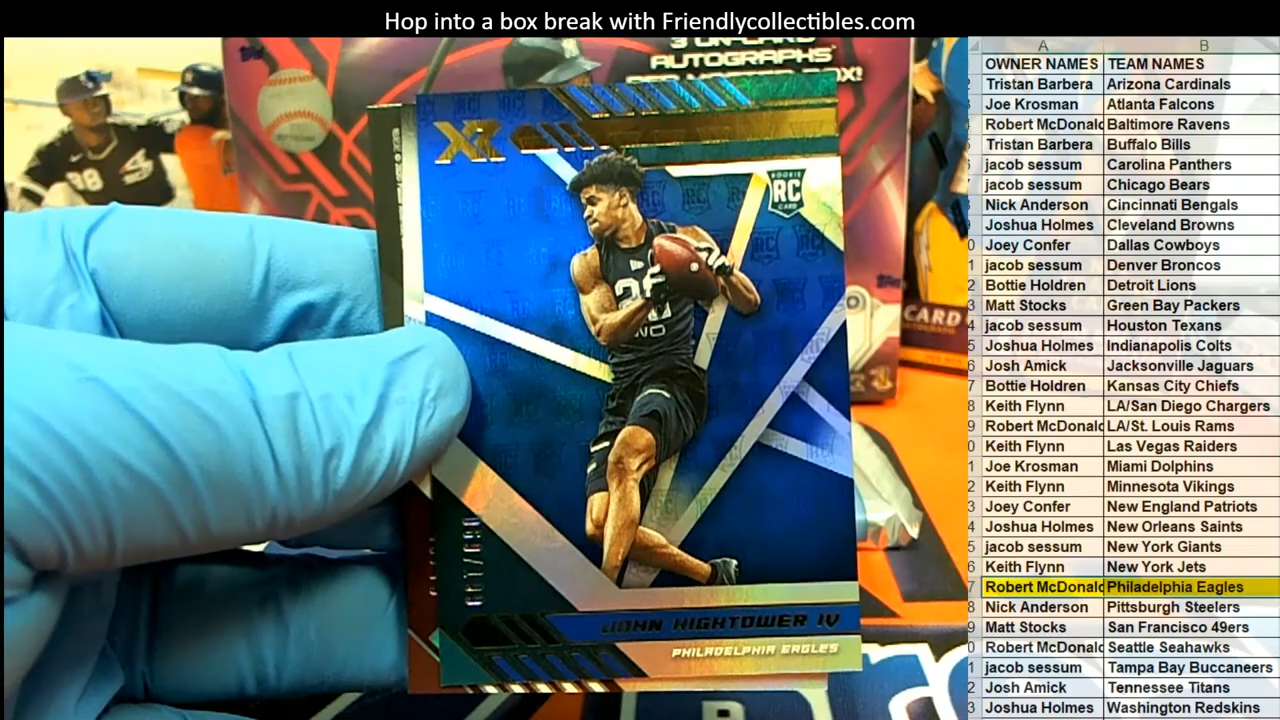 Hop into a box break with Friendlycollectibles.com
3 ON-CARD
AUTOGRAPHS
XR
ROOKIE
RC
CARD
JOHN HIGHTOWER IV
PHILADELPHIA EAGLES
CARD
A B
OWNER NAMES TEAM NAMES
Tristan Barbera Arizona Cardinals
Joe Krosman Atlanta Falcons
Robert McDonald Baltimore Ravens
Tristan Barbera Buffalo Bills
jacob sessum Carolina Panthers
jacob sessum Chicago Bears
Nick Anderson Cincinnati Bengals
Joshua Holmes Cleveland Browns
Joey Confer Dallas Cowboys
jacob sessum Denver Broncos
Bottie Holdren Detroit Lions
Matt Stocks Green Bay Packers
jacob sessum Houston Texans
Joshua Holmes Indianapolis Colts
Josh Amick Jacksonville Jaguars
Bottie Holdren Kansas City Chiefs
Keith Flynn LA/San Diego Chargers
Robert McDonald LA/St. Louis Rams
Keith Flynn Las Vegas Raiders
Joe Krosman Miami Dolphins
Keith Flynn Minnesota Vikings
Joey Confer New England Patriots
Joshua Holmes New Orleans Saints
jacob sessum New York Giants
Keith Flynn New York Jets
Robert McDonald Philadelphia Eagles
Nick Anderson Pittsburgh Steelers
Matt Stocks San Francisco 49ers
Robert McDonald Seattle Seahawks
jacob sessum Tampa Bay Buccaneers
Josh Amick Tennessee Titans
Joshua Holmes Washington Redskins